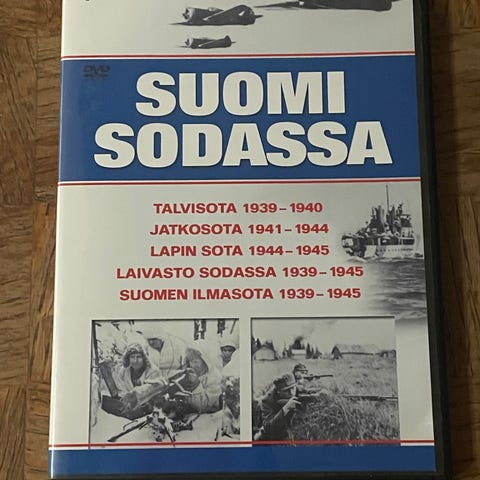 DVD
SUOMI
SODASSA
TALVISOTA 1939–1940
JATKOSOTA 1941–1944
LAPIN SOTA 1944–1945
LAIVASTO SODASSA 1939–1945
SUOMEN ILMASOTA 1939–1945